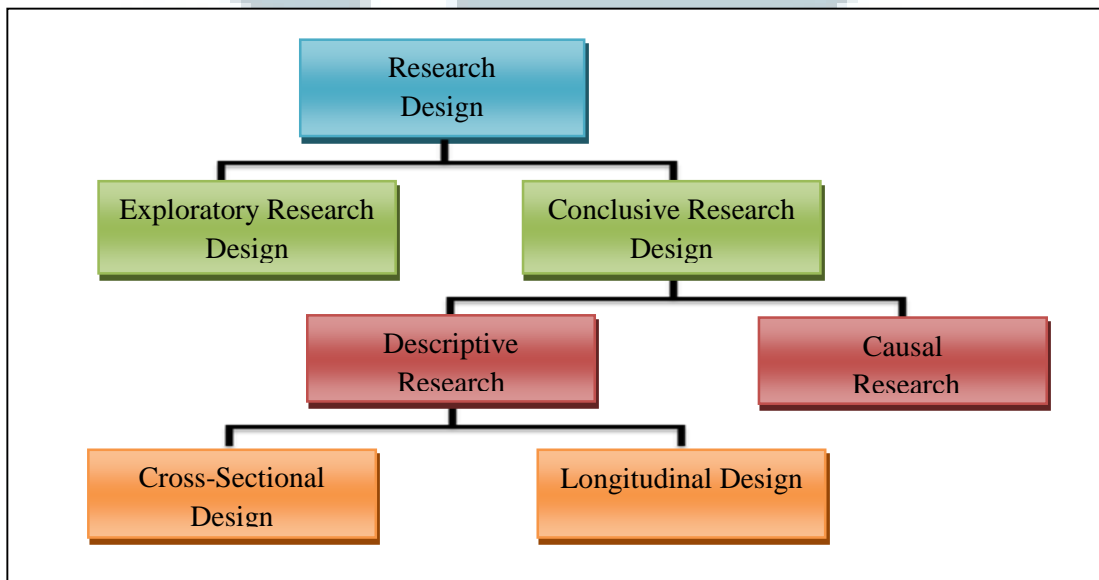 Research
Design
Exploratory Research
Design
Conclusive Research
Design
Descriptive
Research
Causal
Research
Cross-Sectional
Design
Longitudinal Design